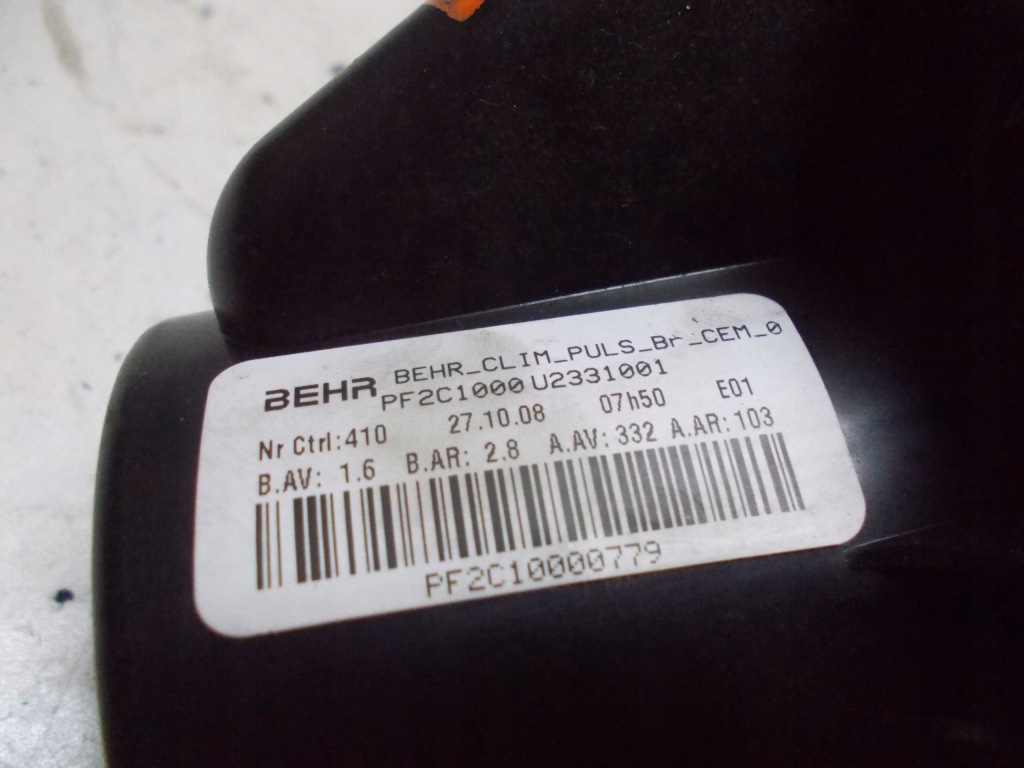 BEHR BEHR_CLIM_PULS_Br_CEM_0
PF2C1000 U2331001
Nr Ctrl:410 27.10.08 07h50 E01
B.AV: 1.6 B.AR: 2.8 A.AV: 332 A.AR: 103
PF2C10000779